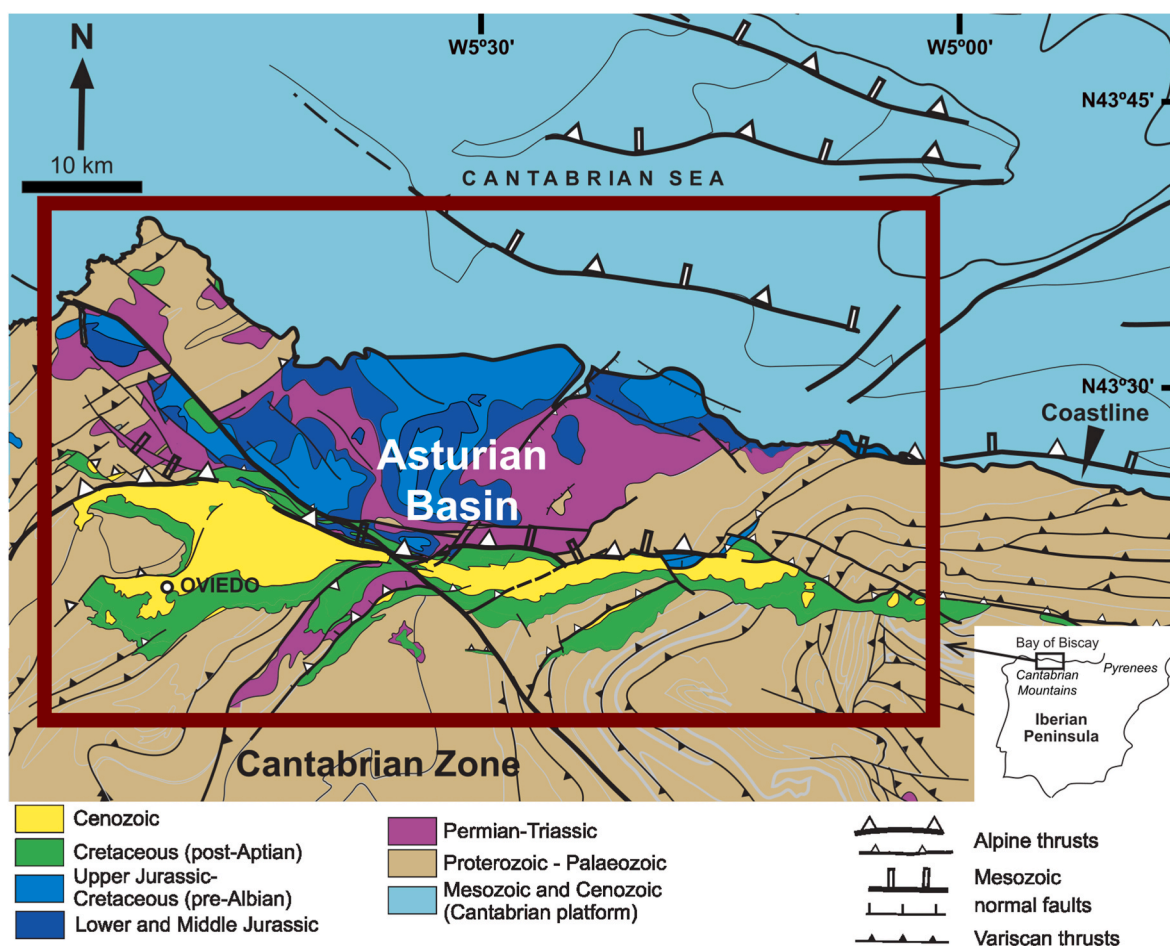 N
W5º30'
W5º00'
N43º45'
10 km
CANTABRIAN SEA
N43º30'
Coastline
Asturian
Basin
OVIEDO
Bay of Biscay
Pyrenees
Cantabrian
Mountains
Iberian
Peninsula
Cantabrian Zone
Cenozoic
Cretaceous (post-Aptian)
Upper Jurassic-
Cretaceous (pre-Albian)
Lower and Middle Jurassic
Permian-Triassic
Proterozoic - Palaeozoic
Mesozoic and Cenozoic
(Cantabrian platform)
Alpine thrusts
Mesozoic
normal faults
Variscan thrusts